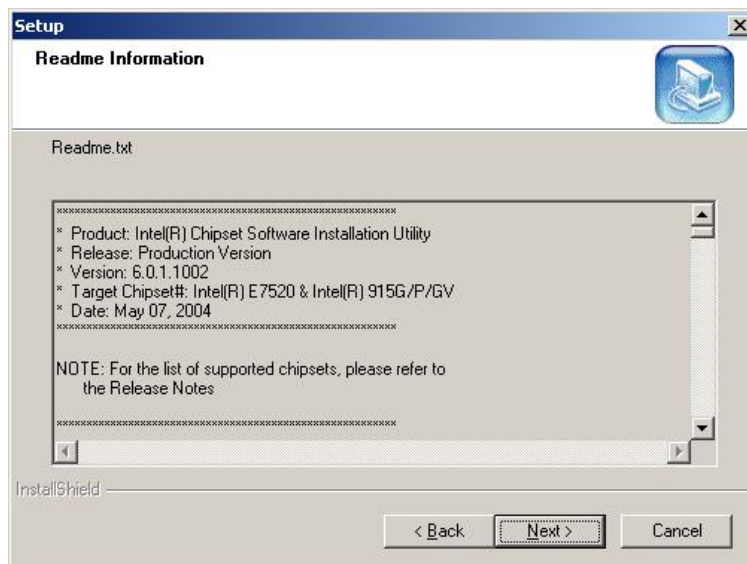 Setup
Readme Information
Readme.txt
********************************************************
* Product: Intel(R) Chipset Software Installation Utility
* Release: Production Version
* Version: 6.0.1.1002
* Target Chipset#: Intel(R) E7520 & Intel(R) 915G/P/GV
* Date: May 07, 2004
********************************************************
NOTE: For the list of supported chipsets, please refer to
the Release Notes
********************************************************
InstallShield
< Back
Next >
Cancel